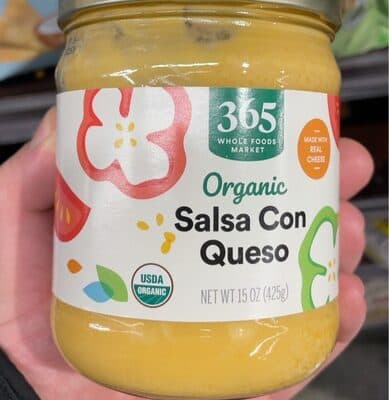 365
WHOLE FOODS
MARKET
MADE WITH
REAL
CHEESE
Organic
Salsa Con
Queso
USDA
ORGANIC
NET WT 15 OZ (425g)